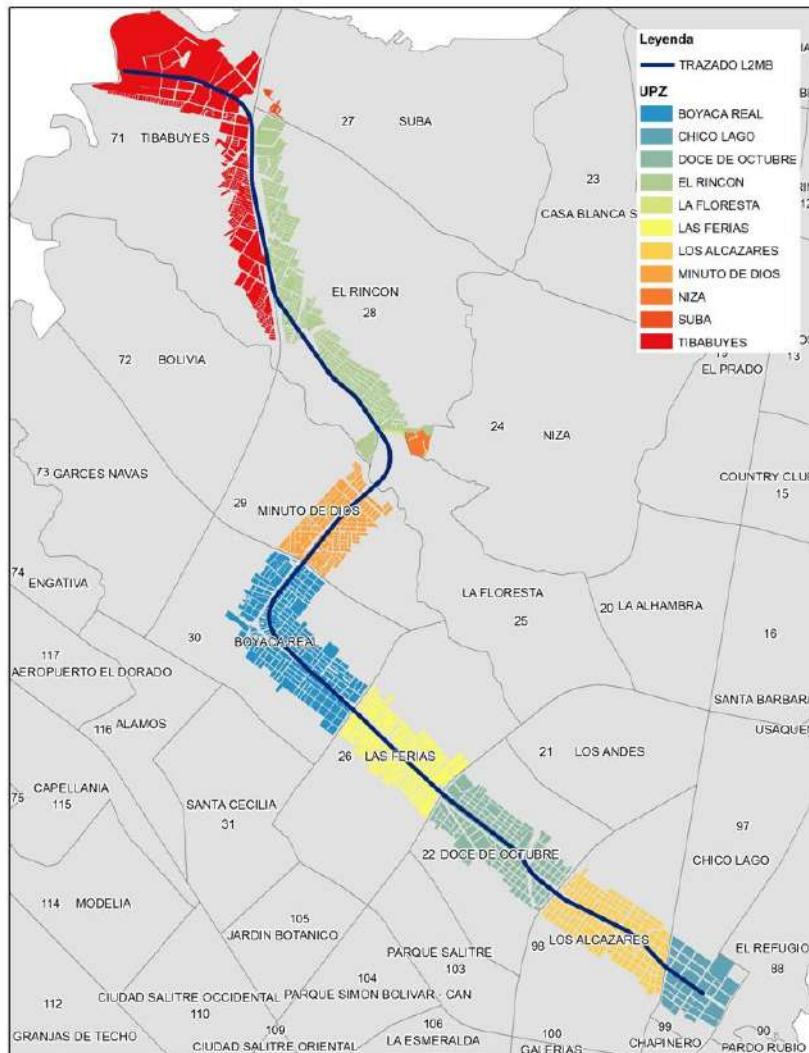 Leyenda
TRAZADO L2MB
UPZ
BOYACA REAL
CHICO LAGO
DOCE DE OCTUBRE
EL RINCON
LA FLORESTA
LAS FERIAS
LOS ALCAZARES
MINUTO DE DIOS
NIZA
SUBA
TIBABUYES
27 SUBA
71 TIBABUYES
23
CASA BLANCA S
12
EL RINCON
28
72 BOLIVIA
19
13
EL PRADO
24
NIZA
73 GARCES NAVAS
COUNTRY CLU
15
29
MINUTO DE DIOS
74
ENGATIVA
LA FLORESTA
25
20 LA ALHAMBRA
30
BOYACA REAL
16
117
AEROPUERTO EL DORADO
SANTA BARBARA
116 ALAMOS
USAQUEN
26 LAS FERIAS
21 LOS ANDES
75
CAPELLANIA
115
SANTA CECILIA
31
97
CHICO LAGO
22 DOCE DE OCTUBRE
114 MODELIA
105
JARDIN BOTANICO
98 LOS ALCAZARES
PARQUE SALITRE
103
EL REFUGIO
88
104
PARQUE SIMON BOLIVAR - CAN
CIUDAD SALITRE OCCIDENTAL
110
112
GRANJAS DE TECHO
109
CIUDAD SALITRE ORIENTAL
106
LA ESMERALDA
100
GALERIAS
99
CHAPINERO
90
PARDO RUBIO